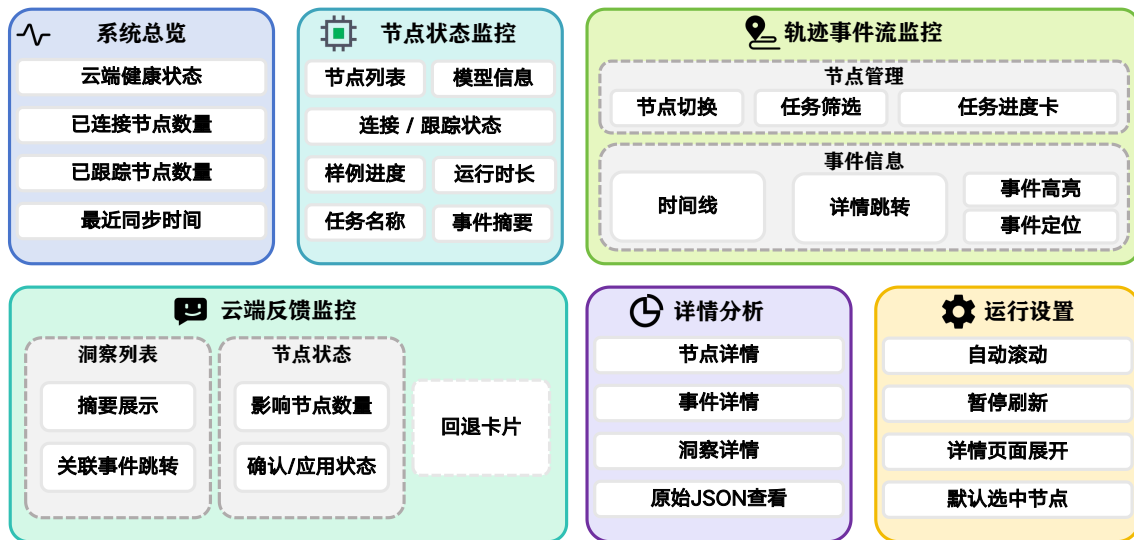 系统总览
云端健康状态
已连接节点数量
已跟踪节点数量
最近同步时间
节点状态监控
节点列表
模型信息
连接 / 跟踪状态
样例进度
运行时长
任务名称
事件摘要
轨迹事件流监控
节点管理
节点切换
任务筛选
任务进度卡
事件信息
时间线
详情跳转
事件高亮
事件定位
云端反馈监控
洞察列表
摘要展示
关联事件跳转
节点状态
影响节点数量
确认/应用状态
回退卡片
详情分析
节点详情
事件详情
洞察详情
原始JSON查看
运行设置
自动滚动
暂停刷新
详情页面展开
默认选中节点